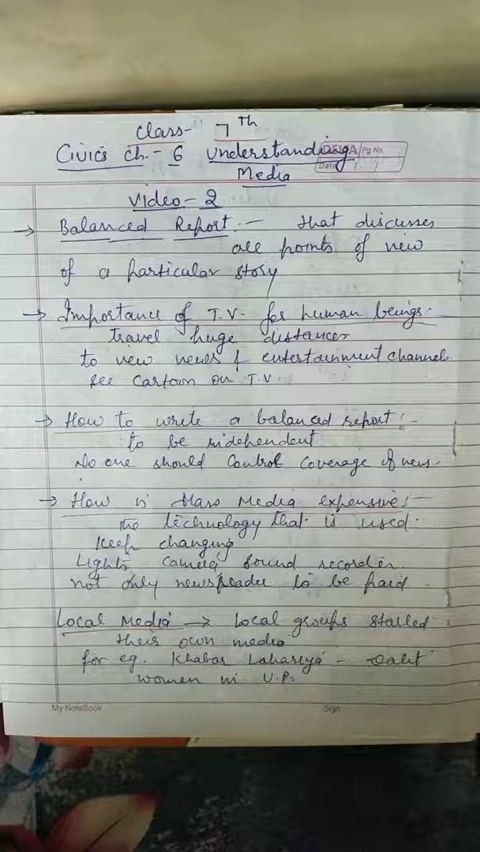 Class- 7th
Civics Ch.- 6 Understanding
Pg No.
Date
Media
Video - 2
→ Balanced Report :- that discusses
all points of view
of a particular story
→ Importance of T.V. for human beings:-
travel huge distances
to view news & entertainment channels
see Cartoon on T.V.
→ How to write a balanced report:-
to be independent
No one should control coverage of news.
→ How is Mass Media expensive:-
the technology that is used.
keep changing
Lights Camera Sound recorder
not only newsreader to be paid
Local Media → Local groups started
their own media
for eg. Khabar Lahariya - Dalit
women in U.P.
My NoteBook Sign